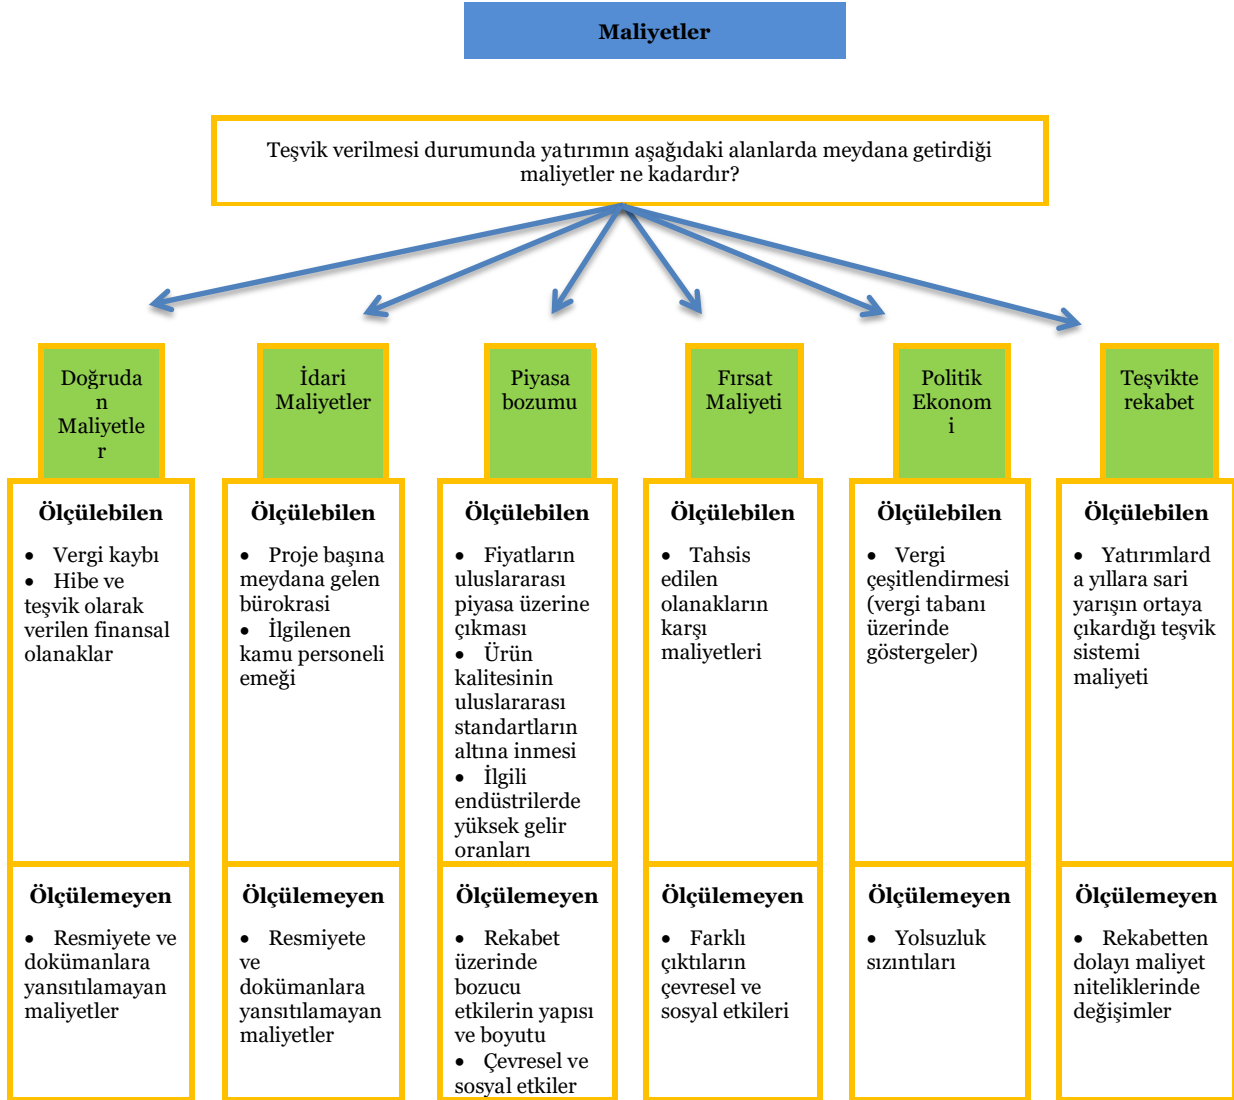 Maliyetler
Teşvik verilmesi durumunda yatırımın aşağıdaki alanlarda meydana getirdiği
maliyetler ne kadardır?
Doğruda
n
Maliyetle
r
Ölçülebilen
• Vergi kaybı
• Hibe ve
teşvik olarak
verilen finansal
olanaklar
Ölçülemeyen
• Resmiyete ve
dokümanlara
yansıtılamayan
maliyetler
İdari
Maliyetler
Ölçülebilen
• Proje başına
meydana gelen
bürokrasi
• İlgilenen
kamu personeli
emeği
Ölçülemeyen
• Resmiyete
ve
dokümanlara
yansıtılamayan
maliyetler
Piyasa
bozumu
Ölçülebilen
• Fiyatların
uluslararası
piyasa üzerine
çıkması
• Ürün
kalitesinin
uluslararası
standartların
altına inmesi
• İlgili
endüstrilerde
yüksek gelir
oranları
Ölçülemeyen
• Rekabet
üzerinde
bozucu
etkilerin yapısı
ve boyutu
• Çevresel ve
sosyal etkiler
Fırsat
Maliyeti
Ölçülebilen
• Tahsis
edilen
olanakların
karşı
maliyetleri
Ölçülemeyen
• Farklı
çıktıların
çevresel ve
sosyal etkileri
Politik
Ekonom
i
Ölçülebilen
• Vergi
çeşitlendirmesi
(vergi tabanı
üzerinde
göstergeler)
Ölçülemeyen
• Yolsuzluk
sızıntıları
Teşvikte
rekabet
Ölçülebilen
• Yatırımlard
a yıllara sari
yarışın ortaya
çıkardığı teşvik
sistemi
maliyeti
Ölçülemeyen
• Rekabetten
dolayı maliyet
niteliklerinde
değişimler